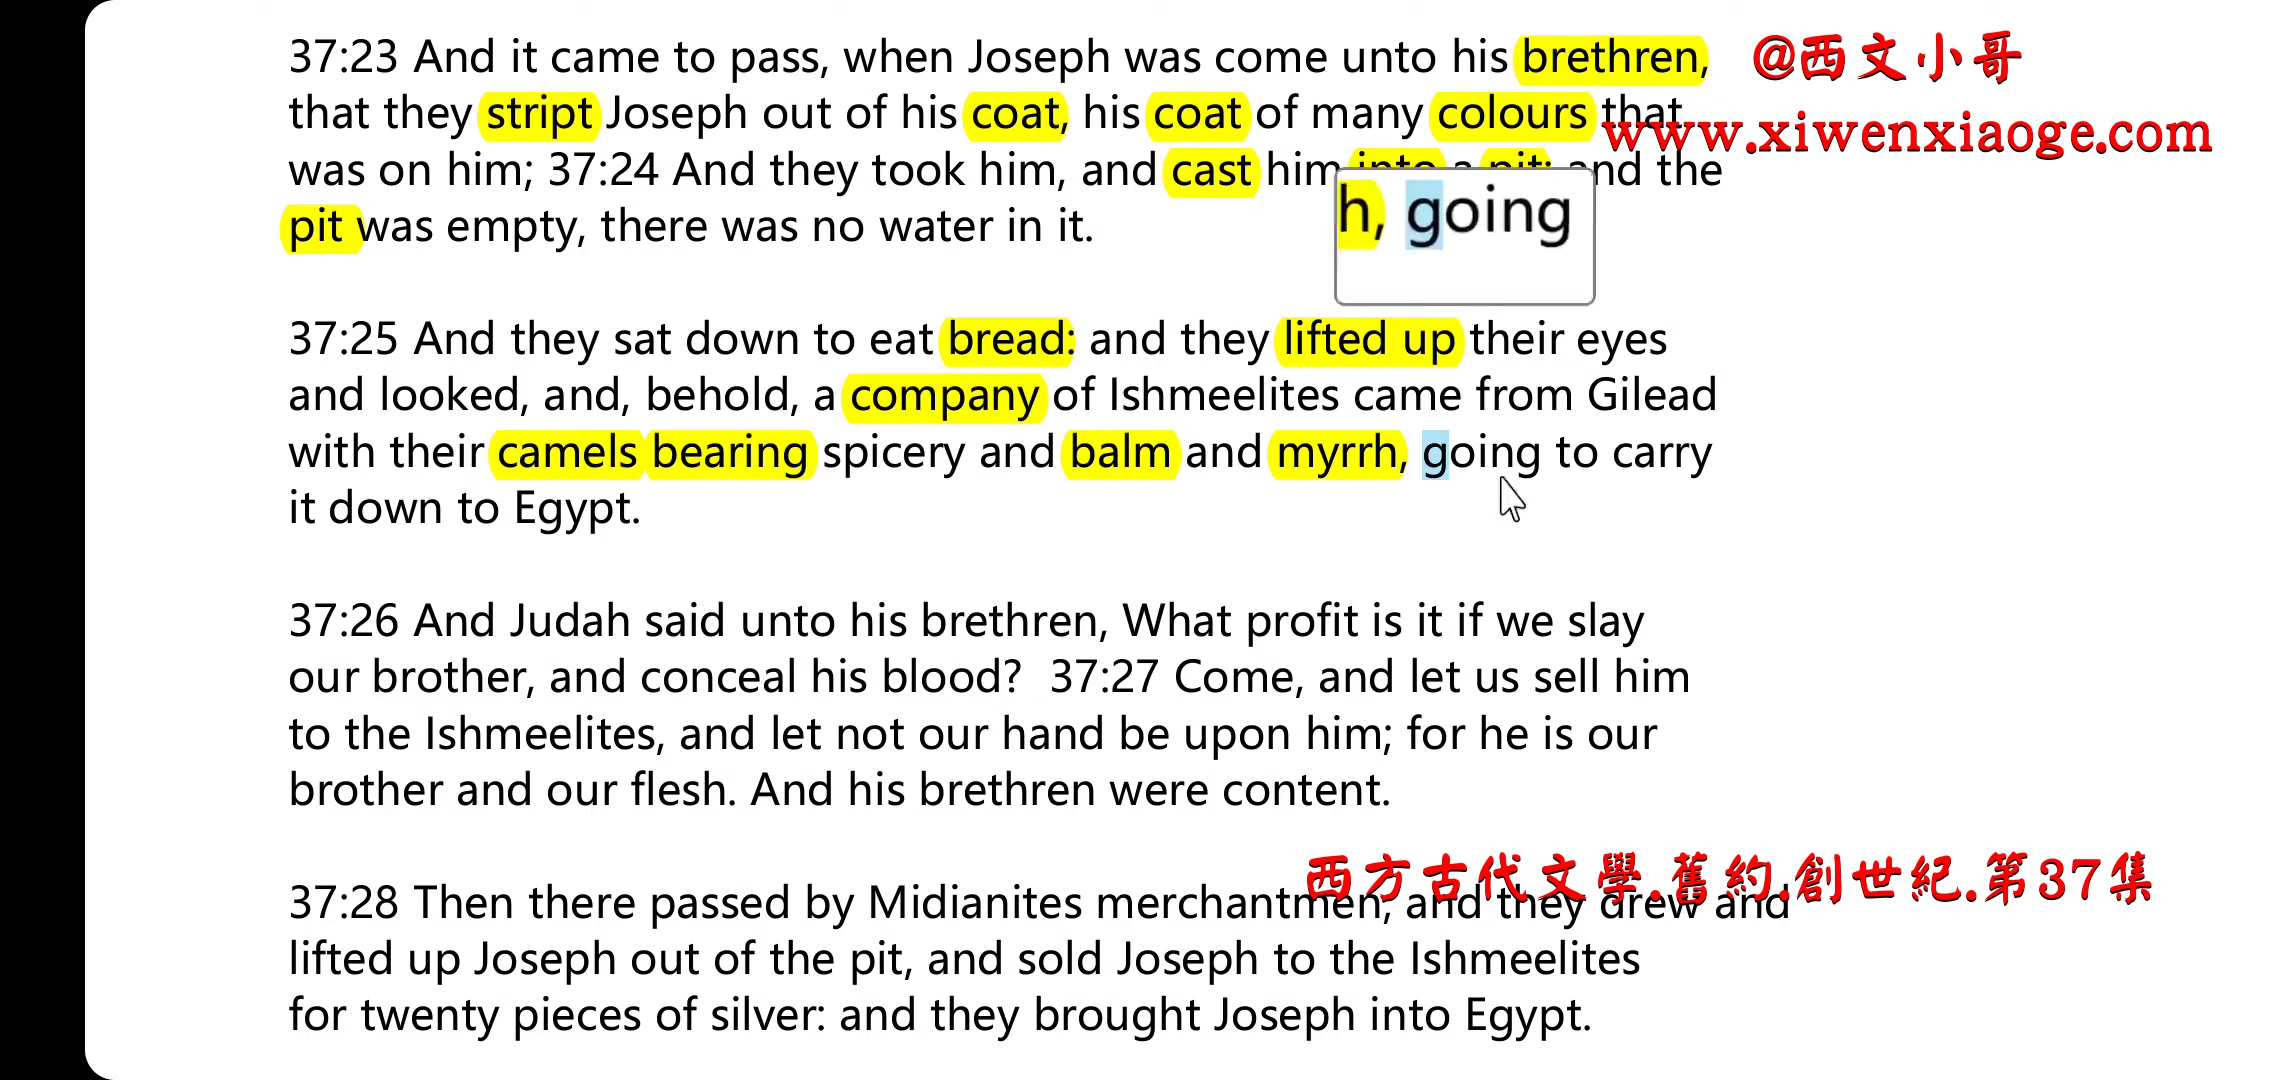 37:23 And it came to pass, when Joseph was come unto his brethren,
@西文小哥
that they stript Joseph out of his coat, his coat of many colours that
www.xiwenxiaoge.com
was on him; 37:24 And they took him, and cast him into a pit: and the
pit was empty, there was no water in it.
h, going
37:25 And they sat down to eat bread: and they lifted up their eyes
and looked, and, behold, a company of Ishmeelites came from Gilead
with their camels bearing spicery and balm and myrrh, going to carry
it down to Egypt.
37:26 And Judah said unto his brethren, What profit is it if we slay
our brother, and conceal his blood? 37:27 Come, and let us sell him
to the Ishmeelites, and let not our hand be upon him; for he is our
brother and our flesh. And his brethren were content.
西方古代文學.舊約.創世紀.第37集
37:28 Then there passed by Midianites merchantmen; and they drew and
lifted up Joseph out of the pit, and sold Joseph to the Ishmeelites
for twenty pieces of silver: and they brought Joseph into Egypt.